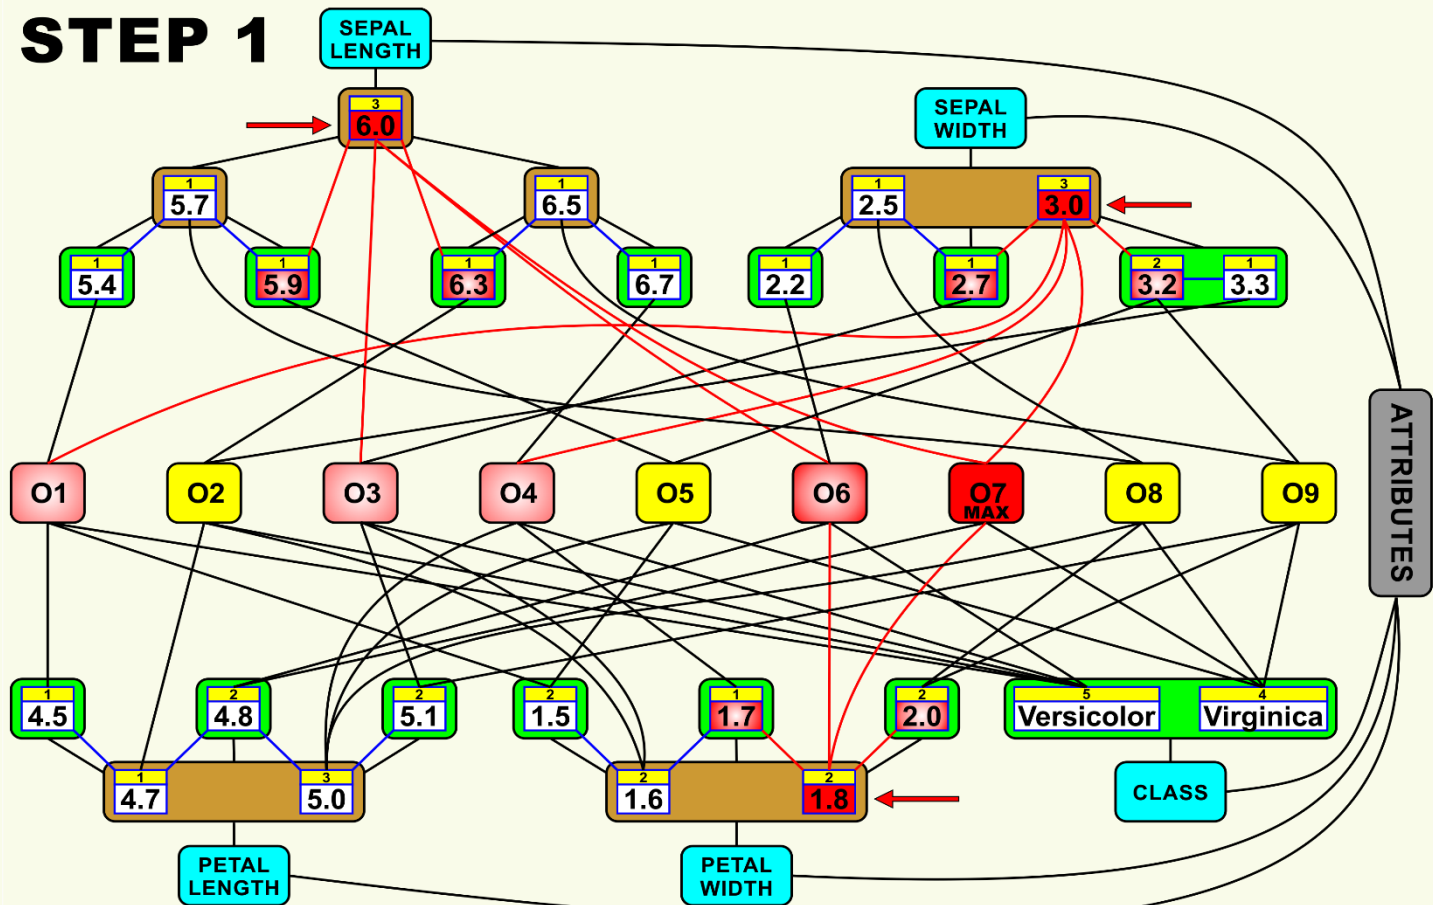 STEP 1
SEPAL
LENGTH
3
6.0
SEPAL
WIDTH
1
5.7
1
6.5
1
2.5
3
3.0
1
5.4
1
5.9
1
6.3
1
6.7
1
2.2
1
2.7
2
3.2
1
3.3
ATTRIBUTES
O1
O2
O3
O4
O5
O6
O7
MAX
O8
O9
1
4.5
2
4.8
2
5.1
2
1.5
1
1.7
2
2.0
5
Versicolor
4
Virginica
1
4.7
3
5.0
2
1.6
2
1.8
CLASS
PETAL
LENGTH
PETAL
WIDTH